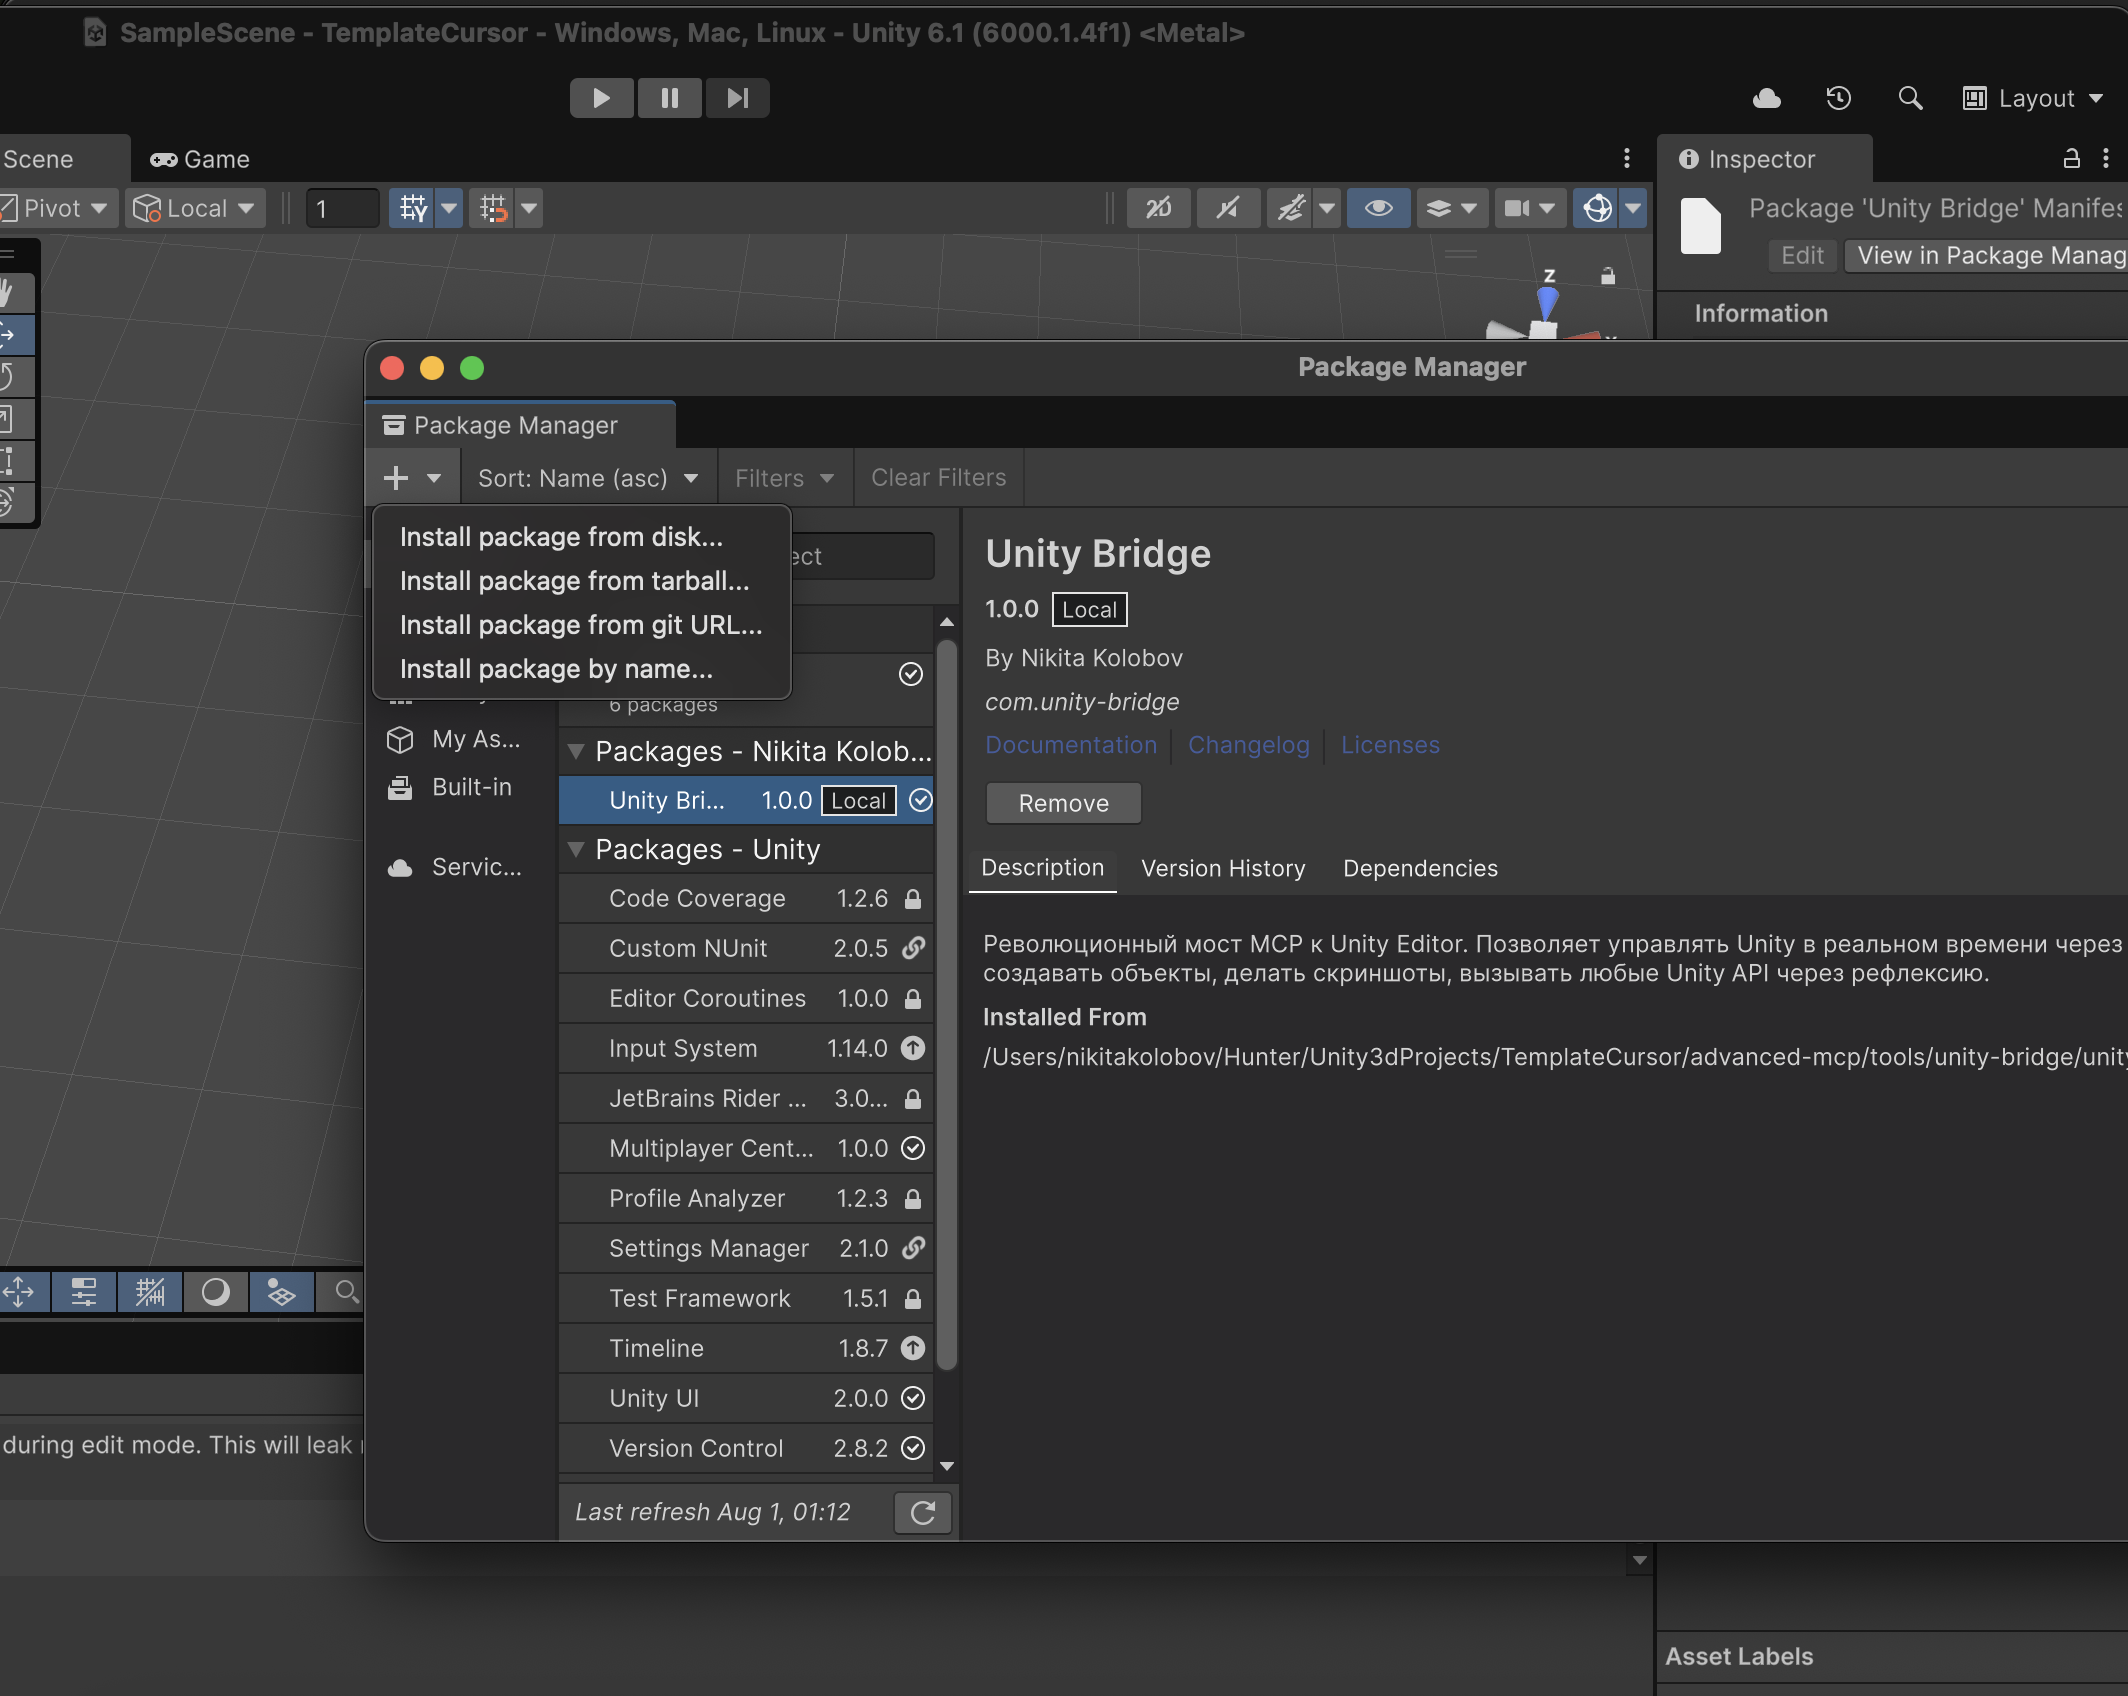 SampleScene - TemplateCursor - Windows, Mac, Linux - Unity 6.1 (6000.1.4f1) <Metal>
Layout
Scene
Game
Inspector
Pivot
Local
1
2D
Package 'Unity Bridge' Manifes
Edit
View in Package Manag
Z
Information
Package Manager
Package Manager
Sort: Name (asc)
Filters
Clear Filters
Install package from disk...
Install package from tarball...
Install package from git URL...
Install package by name...
6 packages
My As...
Built-in
Servic...
Packages - Nikita Kolob...
Unity Bri... 1.0.0 Local
Packages - Unity
Code Coverage 1.2.6
Custom NUnit 2.0.5
Editor Coroutines 1.0.0
Input System 1.14.0
JetBrains Rider ... 3.0...
Multiplayer Cent... 1.0.0
Profile Analyzer 1.2.3
Settings Manager 2.1.0
Test Framework 1.5.1
Timeline 1.8.7
Unity UI 2.0.0
Version Control 2.8.2
Last refresh Aug 1, 01:12
Unity Bridge
1.0.0 Local
By Nikita Kolobov
com.unity-bridge
Documentation
Changelog
Licenses
Remove
Description
Version History
Dependencies
Революционный мост MCP к Unity Editor. Позволяет управлять Unity в реальном времени через
создавать объекты, делать скриншоты, вызывать любые Unity API через рефлексию.
Installed From
/Users/nikitakolobov/Hunter/Unity3dProjects/TemplateCursor/advanced-mcp/tools/unity-bridge/unity
during edit mode. This will leak
Asset Labels